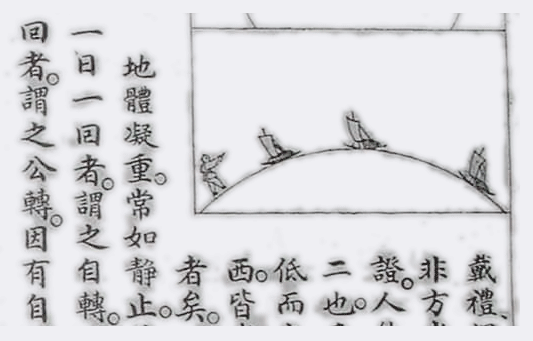 戴禮、
非方
證。人
二也。
低而
西。皆
者矣。
地體凝重。常如静止。
一日一回者。謂之自轉。
回者。謂之公轉。因有自